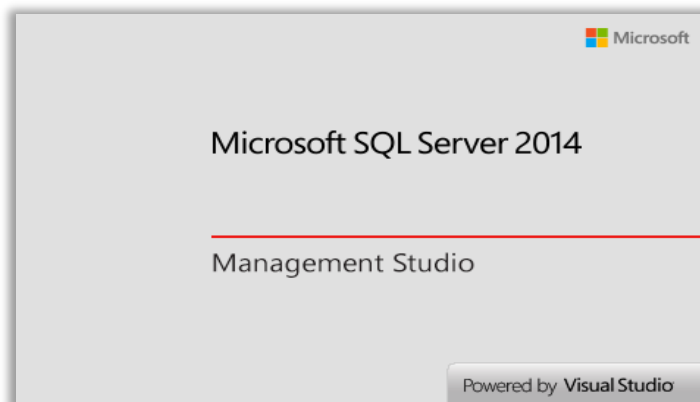 Microsoft
Microsoft SQL Server 2014
Management Studio
Powered by Visual Studio